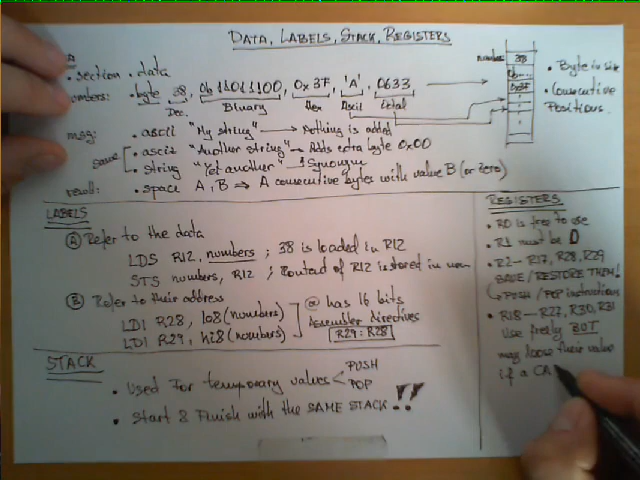 DATA, LABELS, STACK, REGISTERS
.section .data
numbers: .byte 38, 0b11011100, 0x3F, 'A', 0633
Dec. Binary Hex Ascii Octal
number 38
• Byte in size
• Consecutive
Positions.
msg: .ascii "My string" → Nothing is added
same .asciz "Another string" → Adds extra byte 0x00
.string "Yet another" → Synonym
result: .space A, B ⇒ A consecutive bytes with value B (or zero)
LABELS
A Refer to the data
LDS R12, numbers ; 38 is loaded in R12
STS numbers, R12 ; Content of R12 is stored in
B Refer to their address
LDI R28, lo8(numbers)
LDI R29, hi8(numbers)
@ has 16 bits
Assembler directives
R29:R28
STACK
• Used for temporary values < PUSH
POP
• Start & Finish with the SAME STACK!!
REGISTERS
• R0 is free to use
• R1 must be 0
• R2–R17, R28, R29
SAVE/RESTORE THEM!
↳ PUSH/POP instructions
• R18–R27, R30, R31
Use freely BUT
may loose their value
if a CA